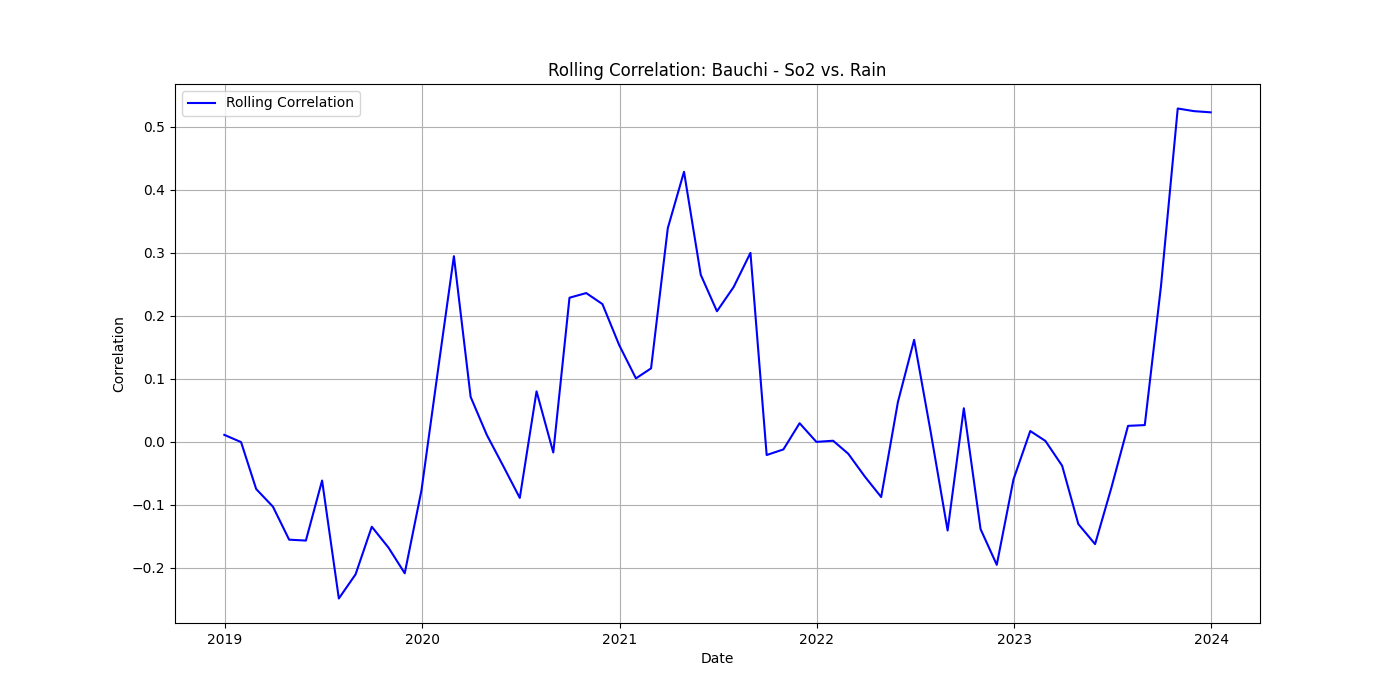 Rolling Correlation: Bauchi - So2 vs. Rain
Rolling Correlation
0.5
0.4
0.3
0.2
0.1
0.0
−0.1
−0.2
Correlation
2019 2020 2021 2022 2023 2024
Date